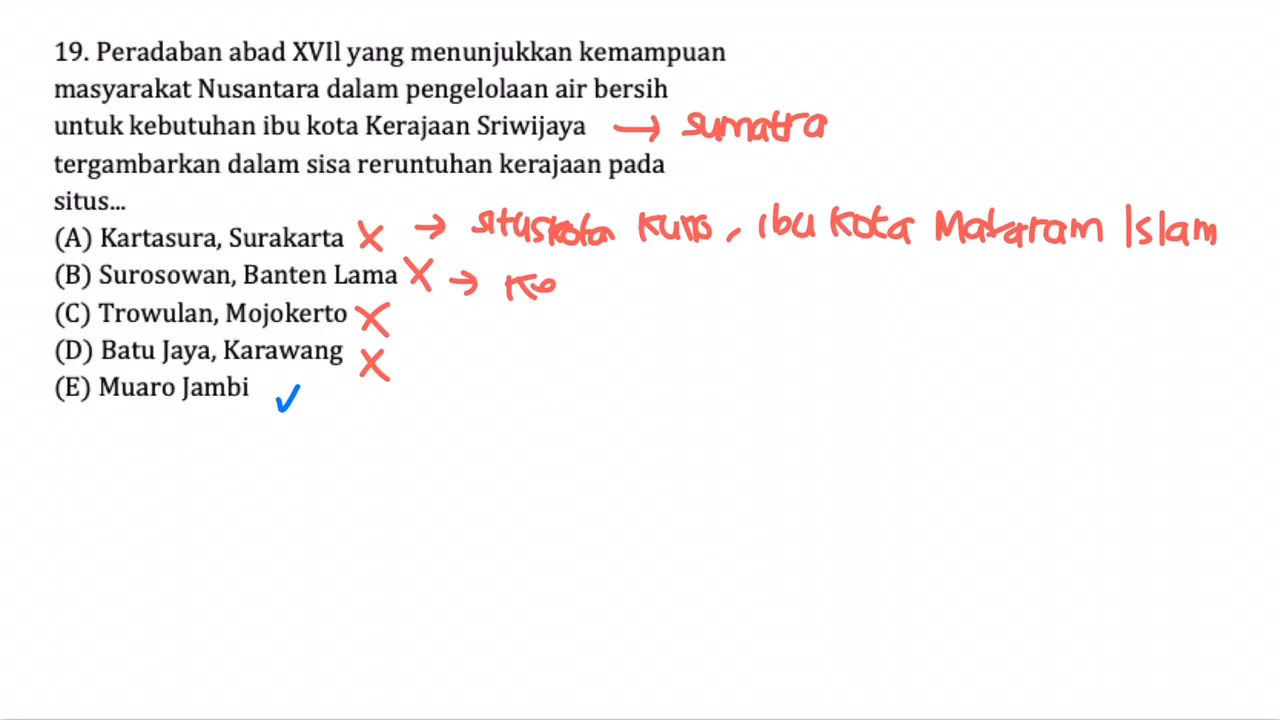 19. Peradaban abad XVIl yang menunjukkan kemampuan
masyarakat Nusantara dalam pengelolaan air bersih
untuk kebutuhan ibu kota Kerajaan Sriwijaya → sumatra
tergambarkan dalam sisa reruntuhan kerajaan pada
situs...
(A) Kartasura, Surakarta X → situs kota , ibu kota Mataram Islam
(B) Surosowan, Banten Lama X → Ke
(C) Trowulan, Mojokerto X
(D) Batu Jaya, Karawang X
(E) Muaro Jambi ✓